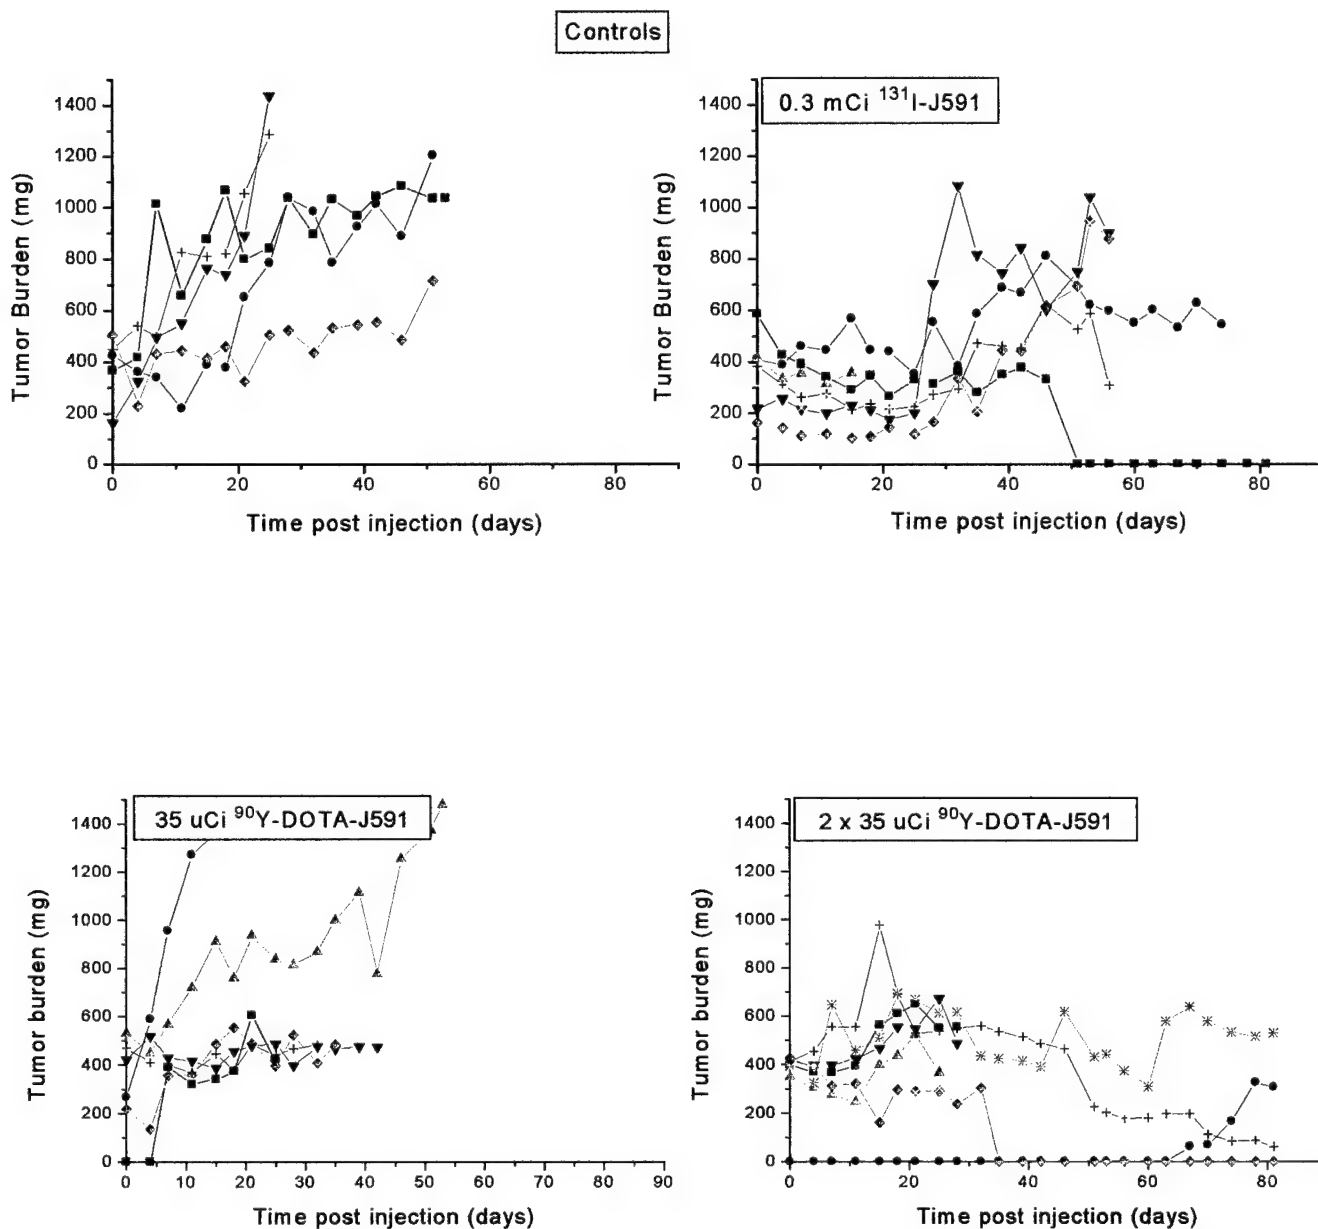 Controls
1400
1200
1000
800
600
400
200
0
Tumor Burden (mg)
0 20 40 60 80
Time post injection (days)
0.3 mCi ¹³¹I-J591
1400
1200
1000
800
600
400
200
0
Tumor Burden (mg)
0 20 40 60 80
Time post injection (days)
35 uCi ⁹⁰Y-DOTA-J591
1400
1200
1000
800
600
400
200
0
Tumor burden (mg)
0 10 20 30 40 50 60 70 80 90
Time post injection (days)
2 x 35 uCi ⁹⁰Y-DOTA-J591
1400
1200
1000
800
600
400
200
0
Tumor burden (mg)
0 20 40 60 80
Time post injection (days)